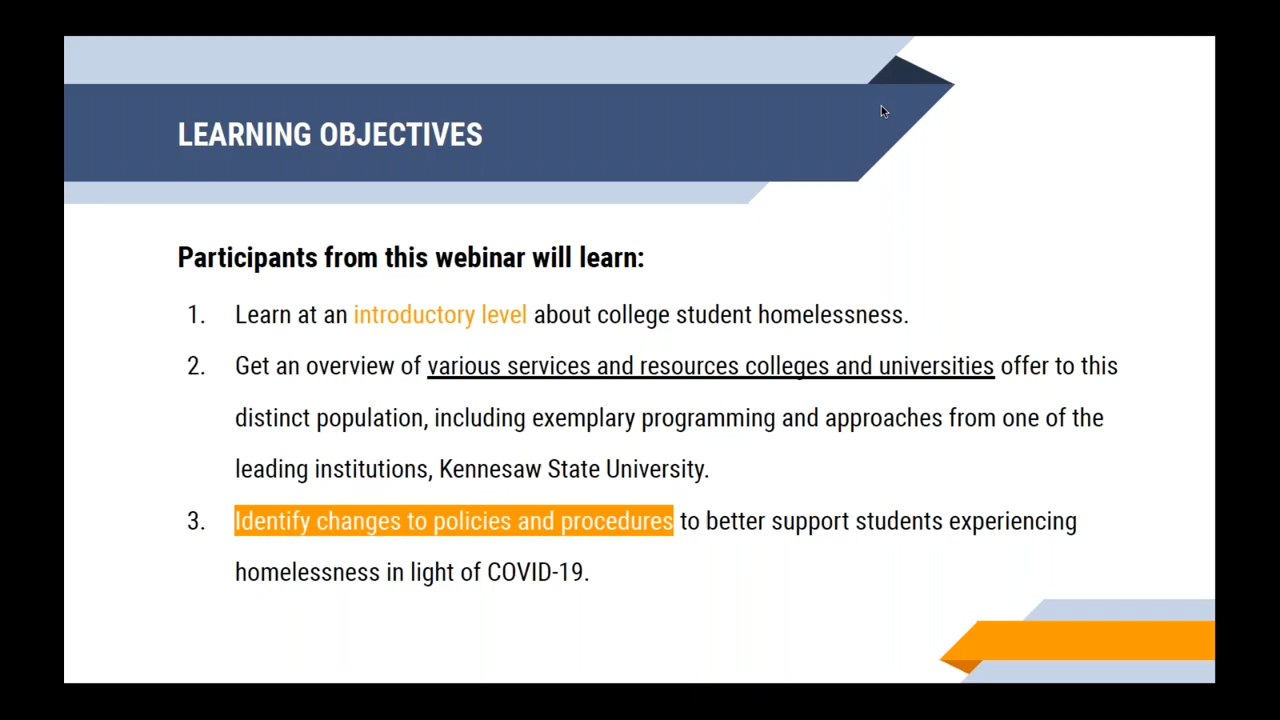 LEARNING OBJECTIVES
Participants from this webinar will learn:
1. Learn at an introductory level about college student homelessness.
2. Get an overview of various services and resources colleges and universities offer to this
distinct population, including exemplary programming and approaches from one of the
leading institutions, Kennesaw State University.
3. Identify changes to policies and procedures to better support students experiencing
homelessness in light of COVID-19.